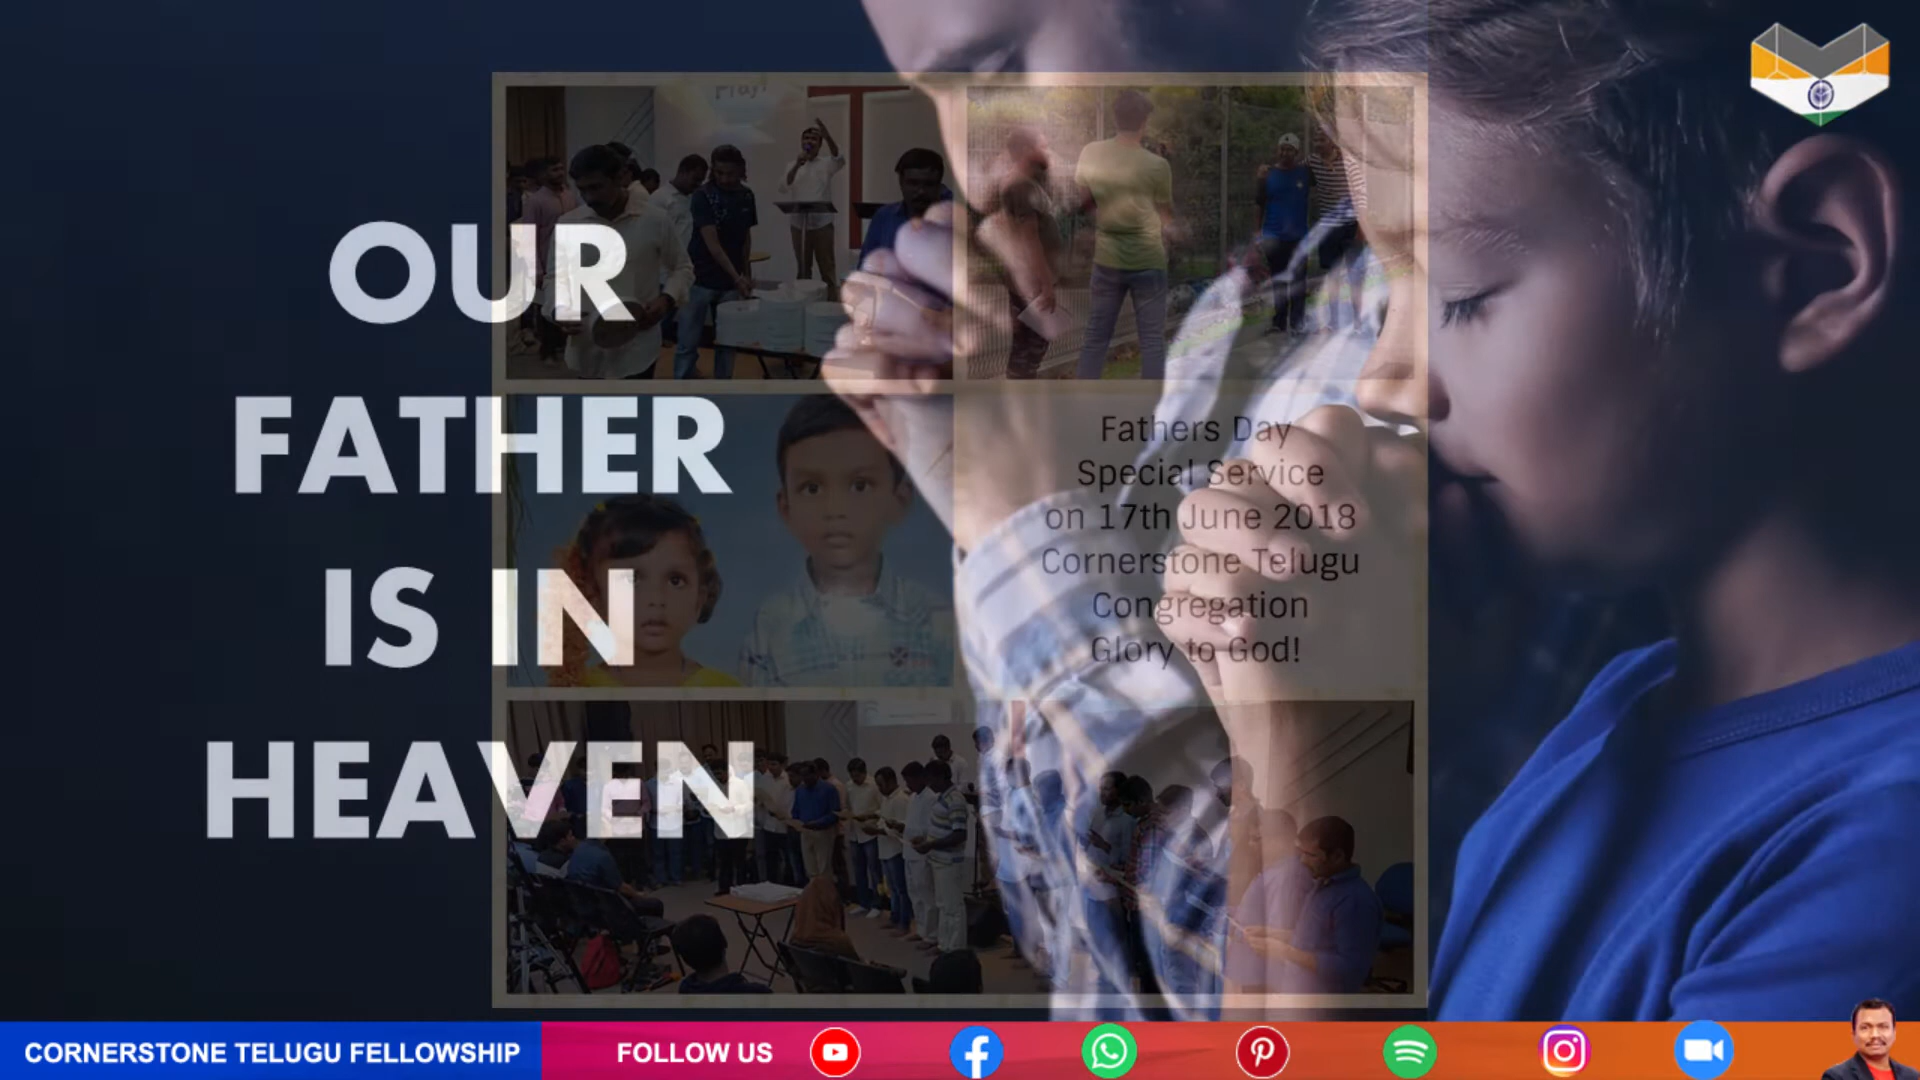 OUR
FATHER
IS IN
HEAVEN
Pray!
Fathers Day
Special Service
on 17th June 2018
Cornerstone Telugu
Congregation
Glory to God!
CORNERSTONE TELUGU FELLOWSHIP
FOLLOW US